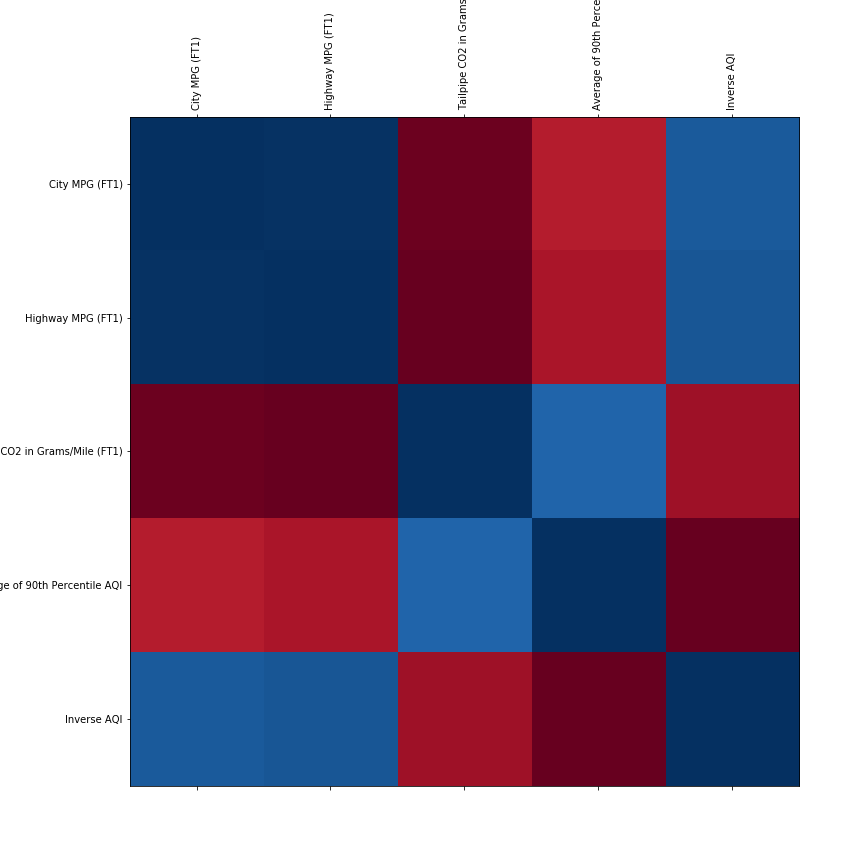 City MPG (FT1)
Highway MPG (FT1)
Tailpipe CO2 in Grams
Average of 90th Perce
Inverse AQI
City MPG (FT1)
Highway MPG (FT1)
CO2 in Grams/Mile (FT1)
ge of 90th Percentile AQI
Inverse AQI